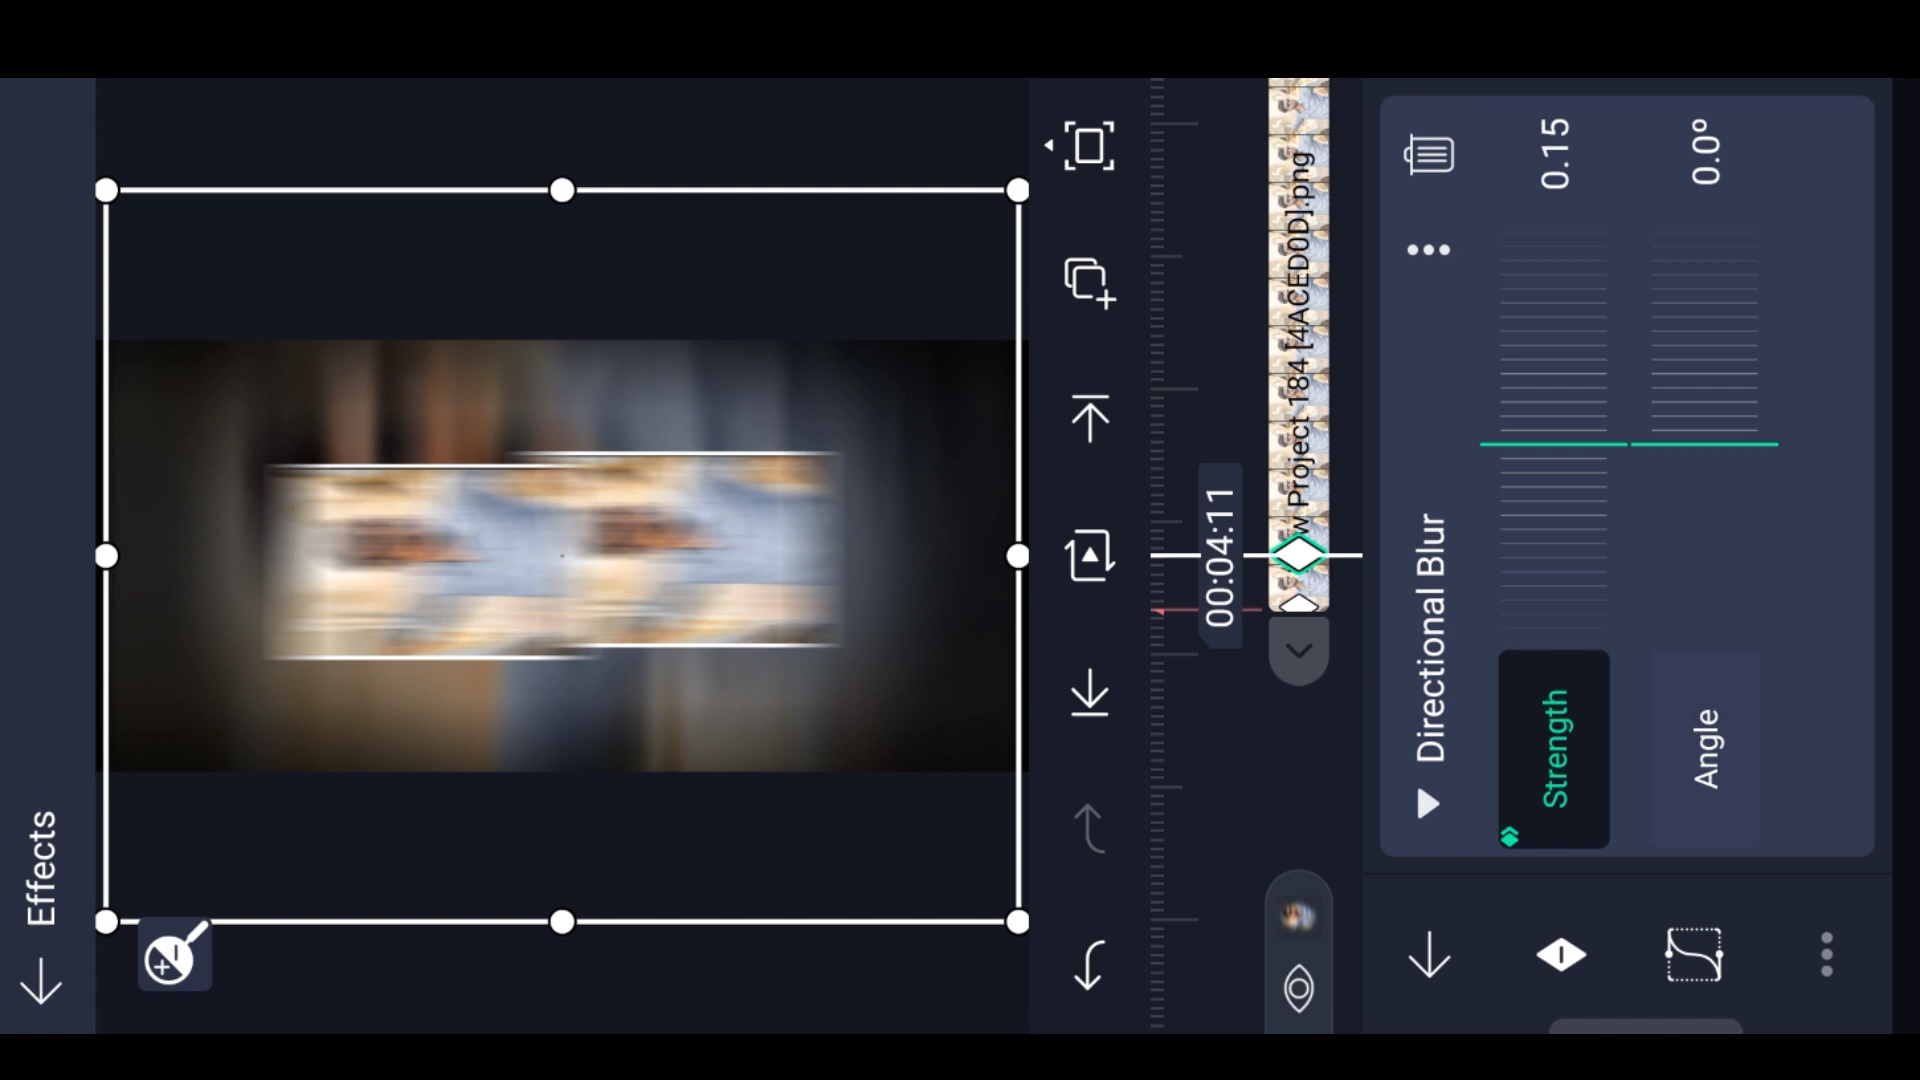 Effects
00:04:11
w Project 184 [4ACED0D].png
Directional Blur
Strength
0.15
Angle
0.0°